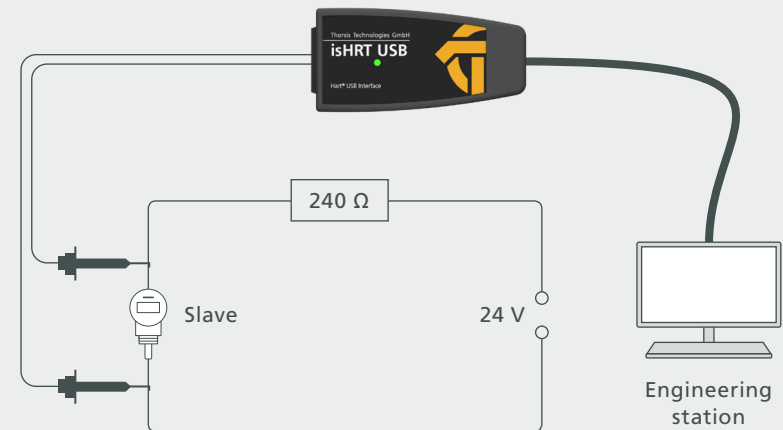 Thorsis Technologies GmbH
isHRT USB
Hart® USB Interface
240 Ω
Slave
24 V
Engineering
station